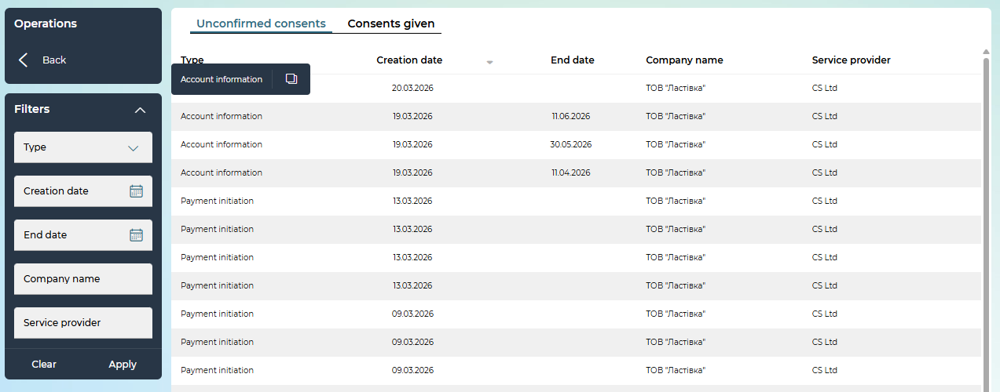 Operations
Back
Filters
Type
Creation date
End date
Company name
Service provider
Clear Apply
Unconfirmed consents Consents given
Type Creation date End date Company name Service provider
Account information 20.03.2026 ТОВ "Ластівка" CS Ltd
Account information 19.03.2026 11.06.2026 ТОВ "Ластівка" CS Ltd
Account information 19.03.2026 30.05.2026 ТОВ "Ластівка" CS Ltd
Account information 19.03.2026 11.04.2026 ТОВ "Ластівка" CS Ltd
Payment initiation 13.03.2026 ТОВ "Ластівка" CS Ltd
Payment initiation 13.03.2026 ТОВ "Ластівка" CS Ltd
Payment initiation 13.03.2026 ТОВ "Ластівка" CS Ltd
Payment initiation 13.03.2026 ТОВ "Ластівка" CS Ltd
Payment initiation 09.03.2026 ТОВ "Ластівка" CS Ltd
Payment initiation 09.03.2026 ТОВ "Ластівка" CS Ltd
Payment initiation 09.03.2026 ТОВ "Ластівка" CS Ltd